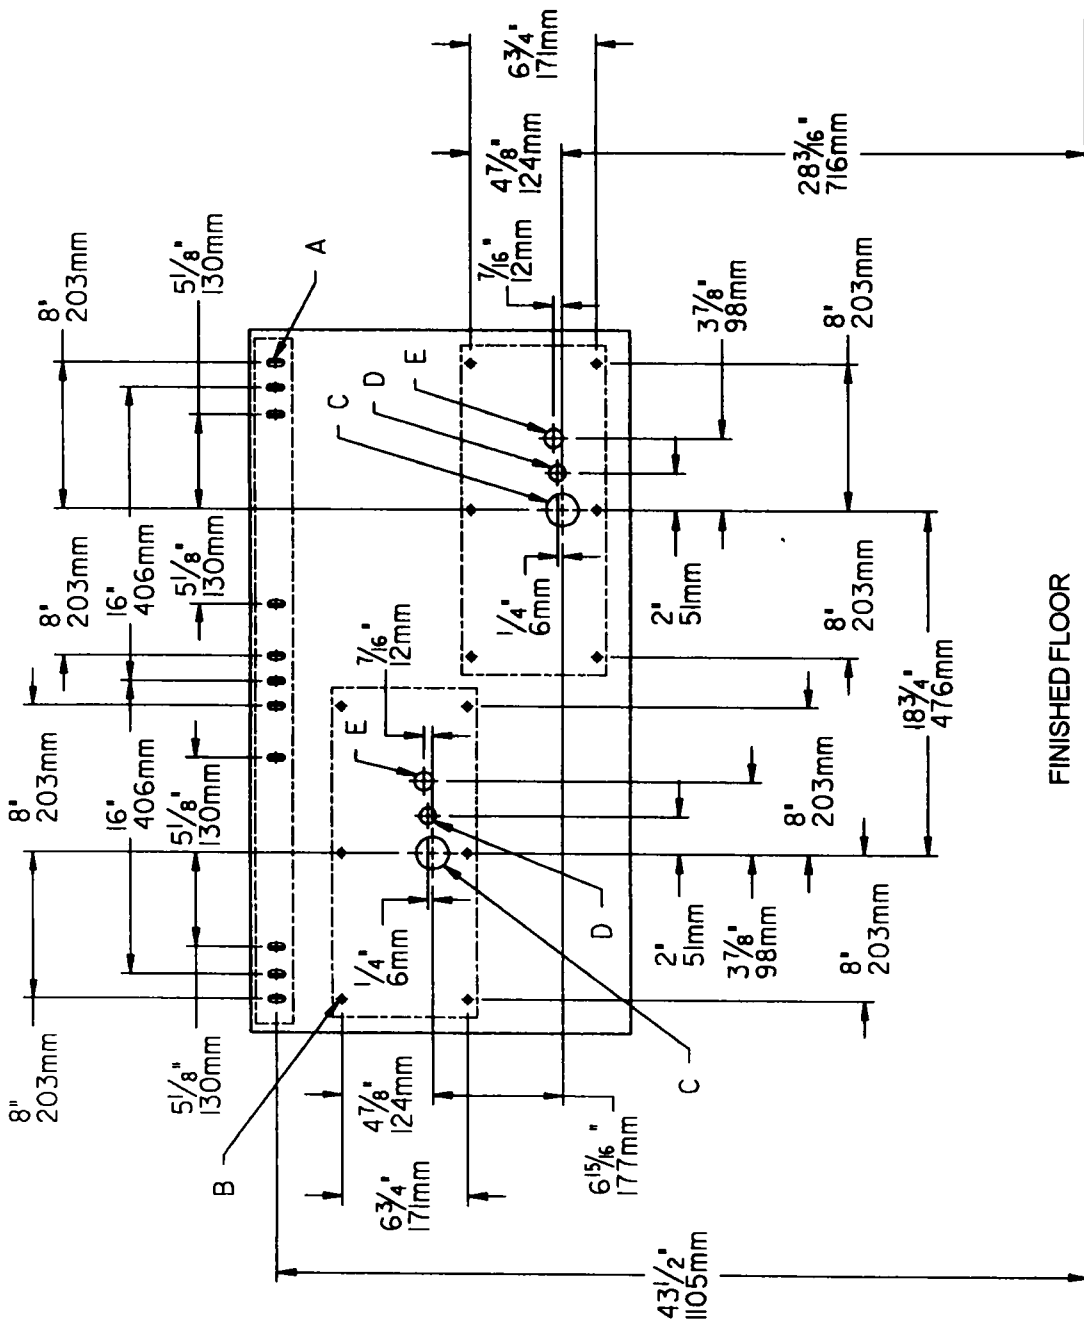 8"
203mm
16"
406mm
5 1/8"
130mm
8"
203mm
8"
203mm
16"
406mm
5 1/8"
130mm
8"
203mm
5 1/8"
130mm
5 1/8"
130mm
A
B
C
D
E
E
D
C
6 3/4"
171mm
4 7/8"
124mm
7/16"
12mm
28 3/16"
716mm
3 7/8"
98mm
8"
203mm
1/4"
6mm
2"
51mm
8"
203mm
18 3/4"
476mm
7/16"
12mm
1/4"
6mm
2"
51mm
3 7/8"
98mm
8"
203mm
8"
203mm
4 7/8"
124mm
6 3/4"
171mm
6 15/16"
177mm
43 1/2"
1105mm
FINISHED FLOOR